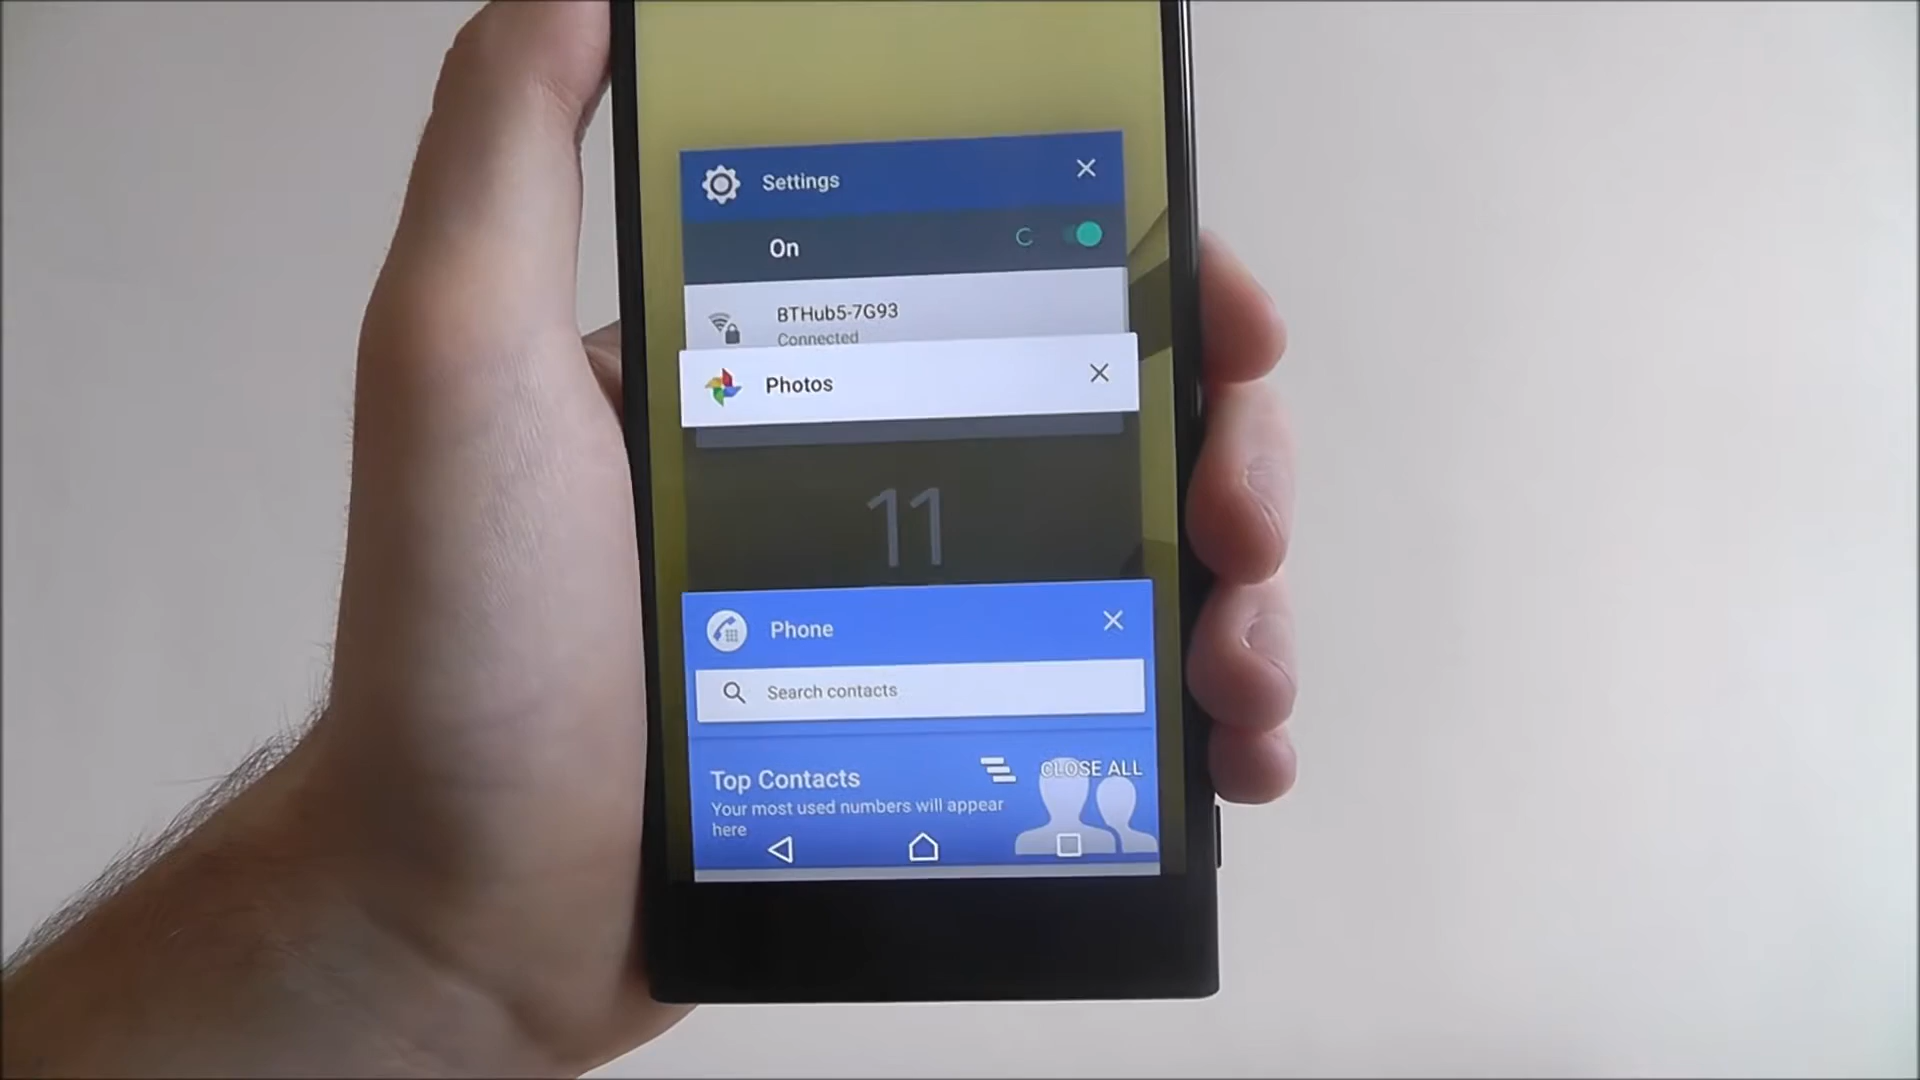 Settings
On
BTHub5-7G93
Connected
Photos
11
Phone
Search contacts
Top Contacts
CLOSE ALL
Your most used numbers will appear
here